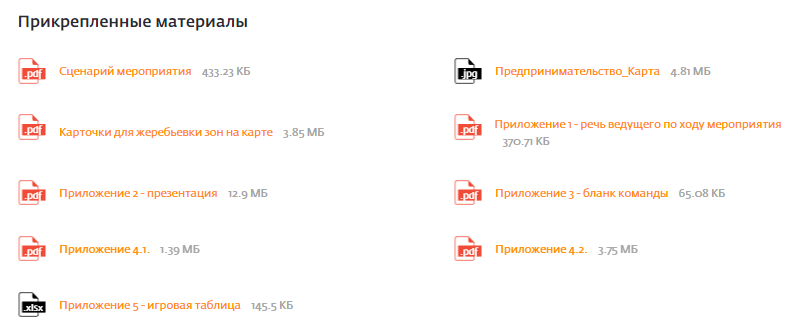 Прикрепленные материалы
.pdf Сценарий мероприятия 433.23 КБ
.jpg Предпринимательство_Карта 4.81 МБ
.pdf Карточки для жеребьевки зон на карте 3.85 МБ
.pdf Приложение 1 - речь ведущего по ходу мероприятия
370.71 КБ
.pdf Приложение 2 - презентация 12.9 МБ
.pdf Приложение 3 - бланк команды 65.08 КБ
.pdf Приложение 4.1. 1.39 МБ
.pdf Приложение 4.2. 3.75 МБ
.xlsx Приложение 5 - игровая таблица 145.5 КБ